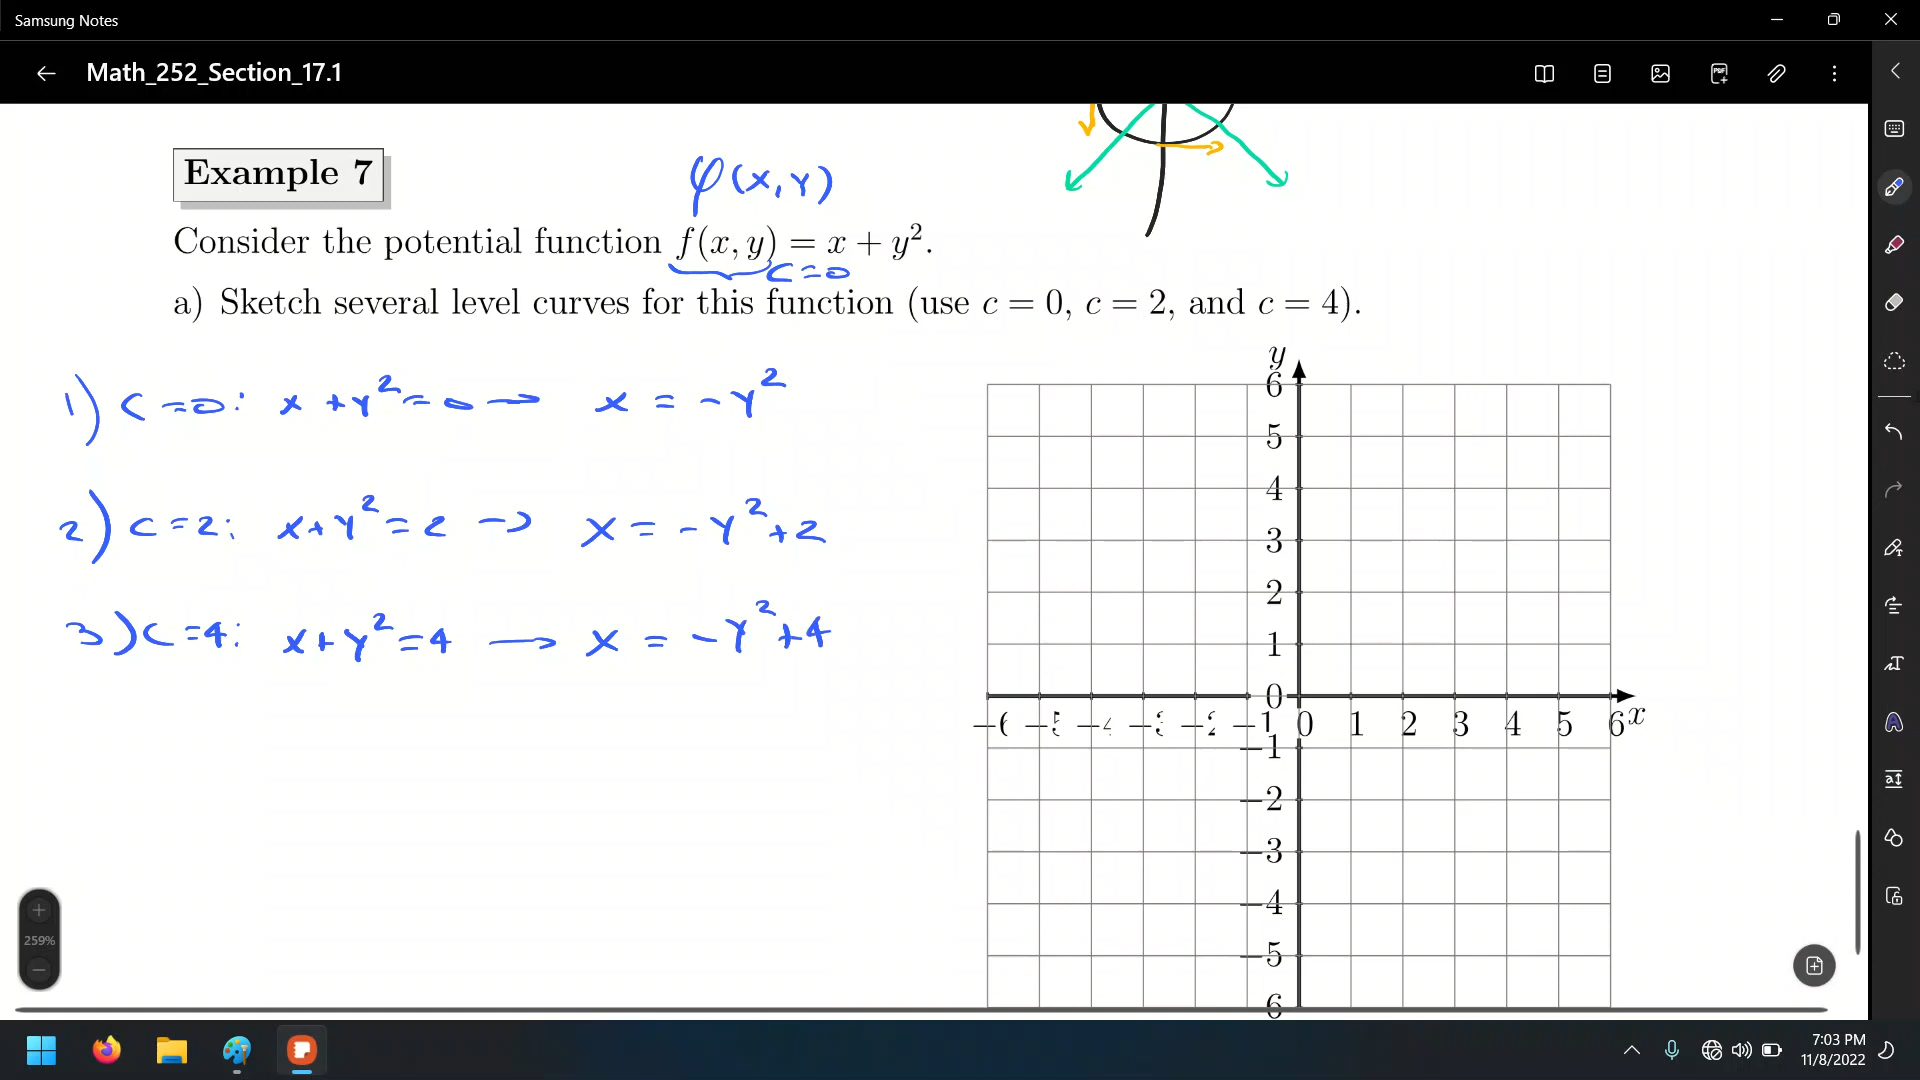 Samsung Notes
Math_252_Section_17.1
Example 7
φ(x,y)
Consider the potential function f(x, y) = x + y².
c=0
a) Sketch several level curves for this function (use c = 0, c = 2, and c = 4).
1) c=0: x+y²=0 → x = -y²
2) c=2: x+y²=2 → x = -y²+2
3) c=4: x+y²=4 → x = -y²+4
y
6
5
4
3
2
1
0
−1 0 1 2 3 4 5 6 x
−1
−2
−3
−4
−5
6
259%
7:03 PM
11/8/2022